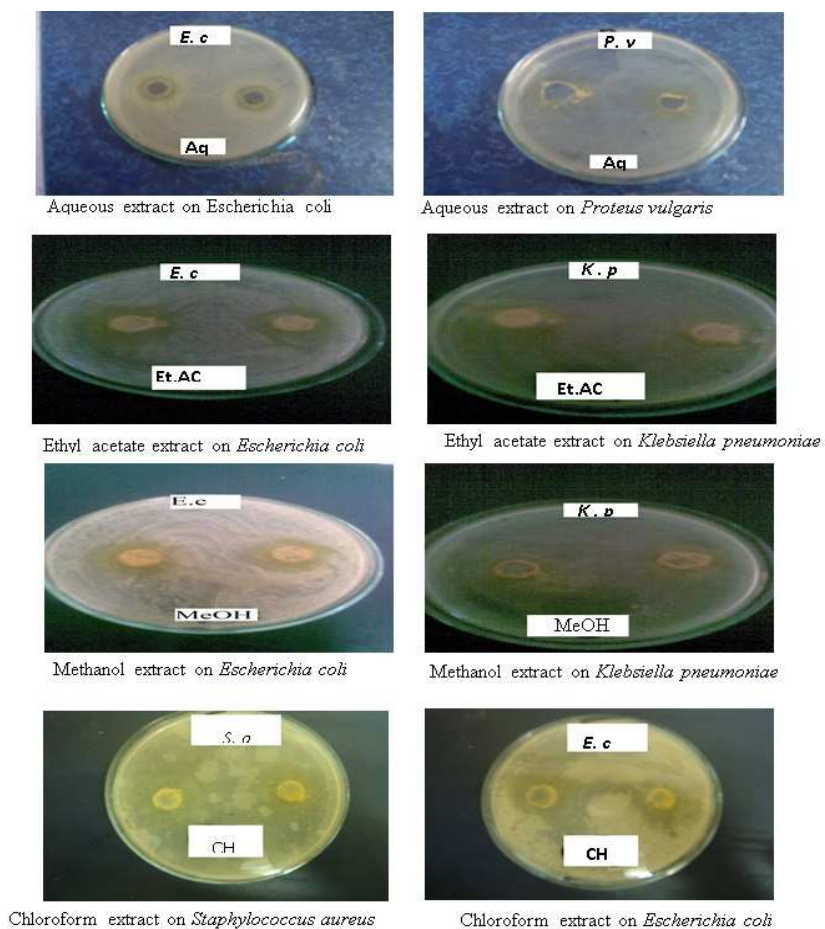 E. c
P. v
Aq
Aq
Aqueous extract on Escherichia coli
Aqueous extract on Proteus vulgaris
E. c
K. p
Et.AC
Et.AC
Ethyl acetate extract on Escherichia coli
Ethyl acetate extract on Klebsiella pneumoniae
E.c
K. p
MeOH
MeOH
Methanol extract on Escherichia coli
Methanol extract on Klebsiella pneumoniae
S. a
E. c
CH
CH
Chloroform extract on Staphylococcus aureus
Chloroform extract on Escherichia coli